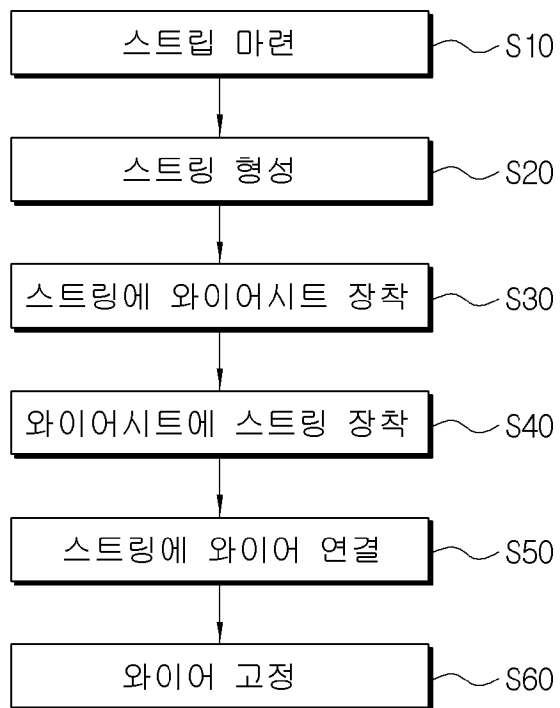 스트립 마련 S10
스트링 형성 S20
스트링에 와이어시트 장착 S30
와이어시트에 스트링 장착 S40
스트링에 와이어 연결 S50
와이어 고정 S60